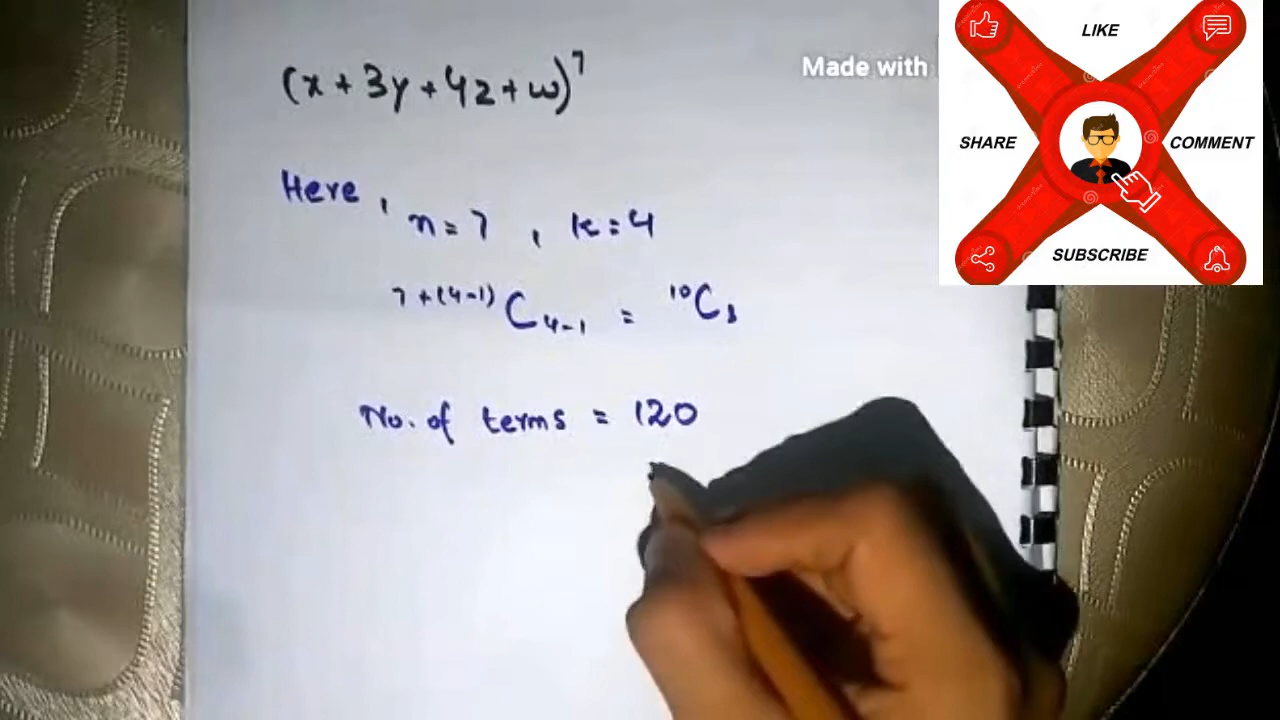 (x + 3y + 4z + w)⁷
Made with
LIKE
SHARE
COMMENT
SUBSCRIBE
Here,
n = 7 , k = 4
⁷⁺⁽⁴⁻¹⁾C₄₋₁ = ¹⁰C₃
No. of terms = 120